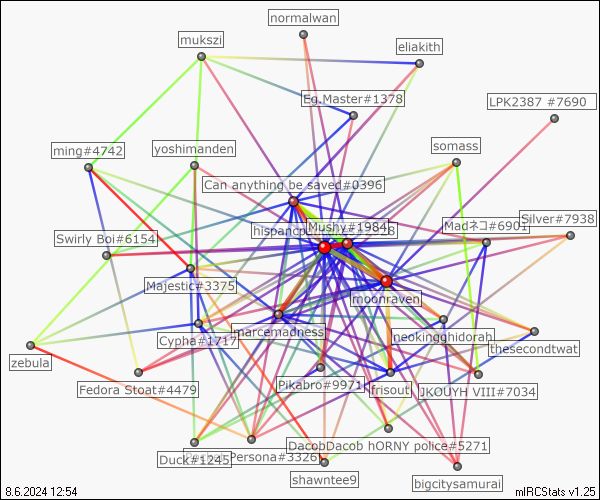 normalwan
mukszi
eliakith
Eg.Master#1378
LPK2387 #7690
ming#4742
yoshimanden
somass
Can anything be saved#0396
Mushy#1984
Madネコ#6901
Silver#7938
Swirly Boi#6154
moonraven
Majestic#3375
marcemadness
neokingghidorah
Cypha#1717
thesecondtwat
zebula
Fedora Stoat#4479
Pikabro#9971
frisout
JKOUYH VIII#7034
DacobDacob hORNY police#5271
Duck#1245
Persona#3326
shawntee9
bigcitysamurai
8.6.2024 12:54
mIRCStats v1.25